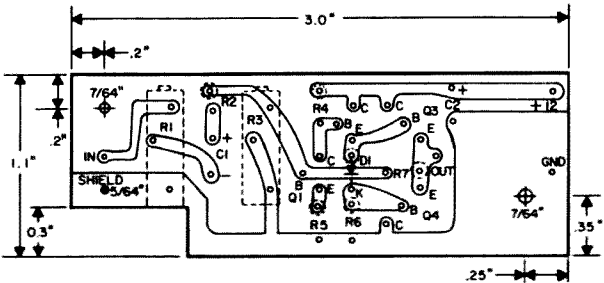 3.0"
.2"
7/64"
R2
R4
C
C
C2
+
+ 12
Q3
.2"
R1
R3
B
E
B
E
C1
+
1.1"
IN
C
D1
OUT
R7
GND
SHIELD
5/64"
-
B
Q1
E
K
E
B
Q4
7/64"
0.3"
R5
R6
C
.35"
.25"